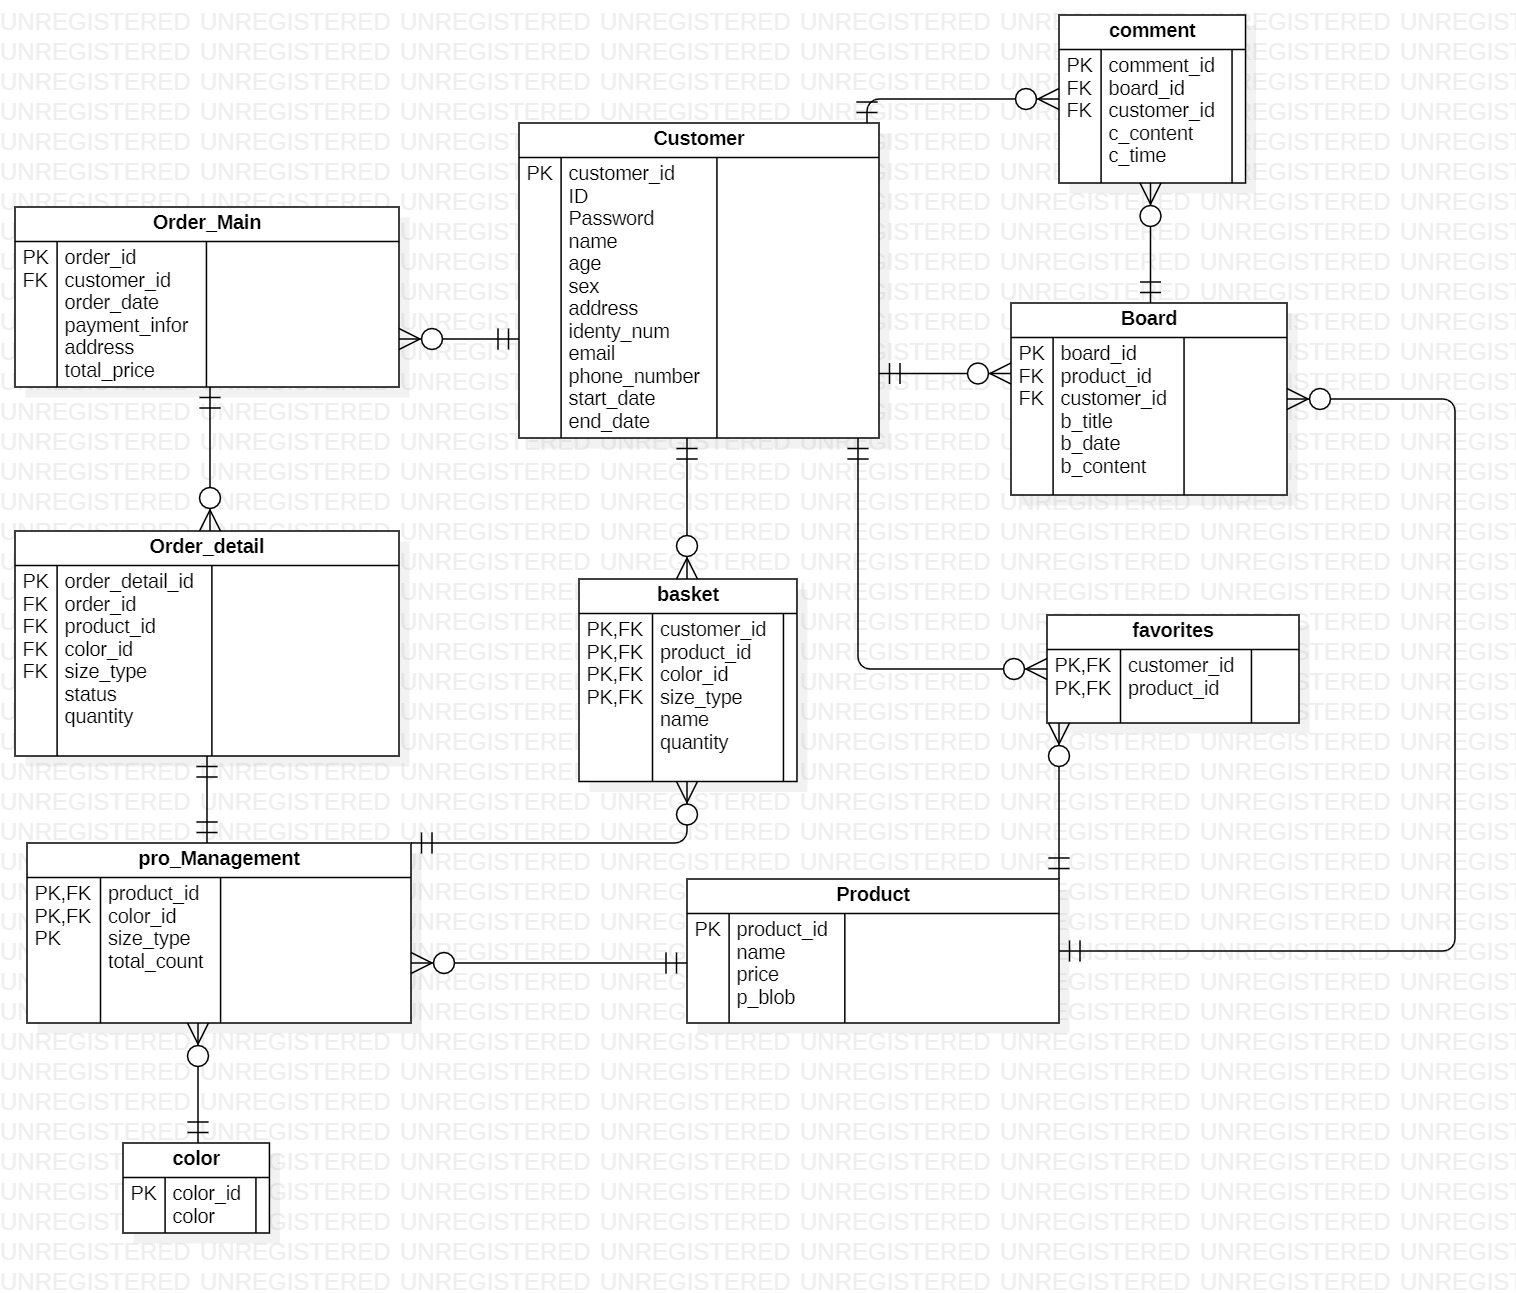 comment
PK comment_id
FK board_id
FK customer_id
c_content
c_time
Customer
PK customer_id
ID
Password
name
age
sex
address
identy_num
email
phone_number
start_date
end_date
Order_Main
PK order_id
FK customer_id
order_date
payment_infor
address
total_price
Board
PK board_id
FK product_id
FK customer_id
b_title
b_date
b_content
Order_detail
PK order_detail_id
FK order_id
FK product_id
FK color_id
FK size_type
status
quantity
basket
PK,FK customer_id
PK,FK product_id
PK,FK color_id
PK,FK size_type
name
quantity
favorites
PK,FK customer_id
PK,FK product_id
pro_Management
PK,FK product_id
PK,FK color_id
PK size_type
total_count
Product
PK product_id
name
price
p_blob
color
PK color_id
color
UNREGISTERED